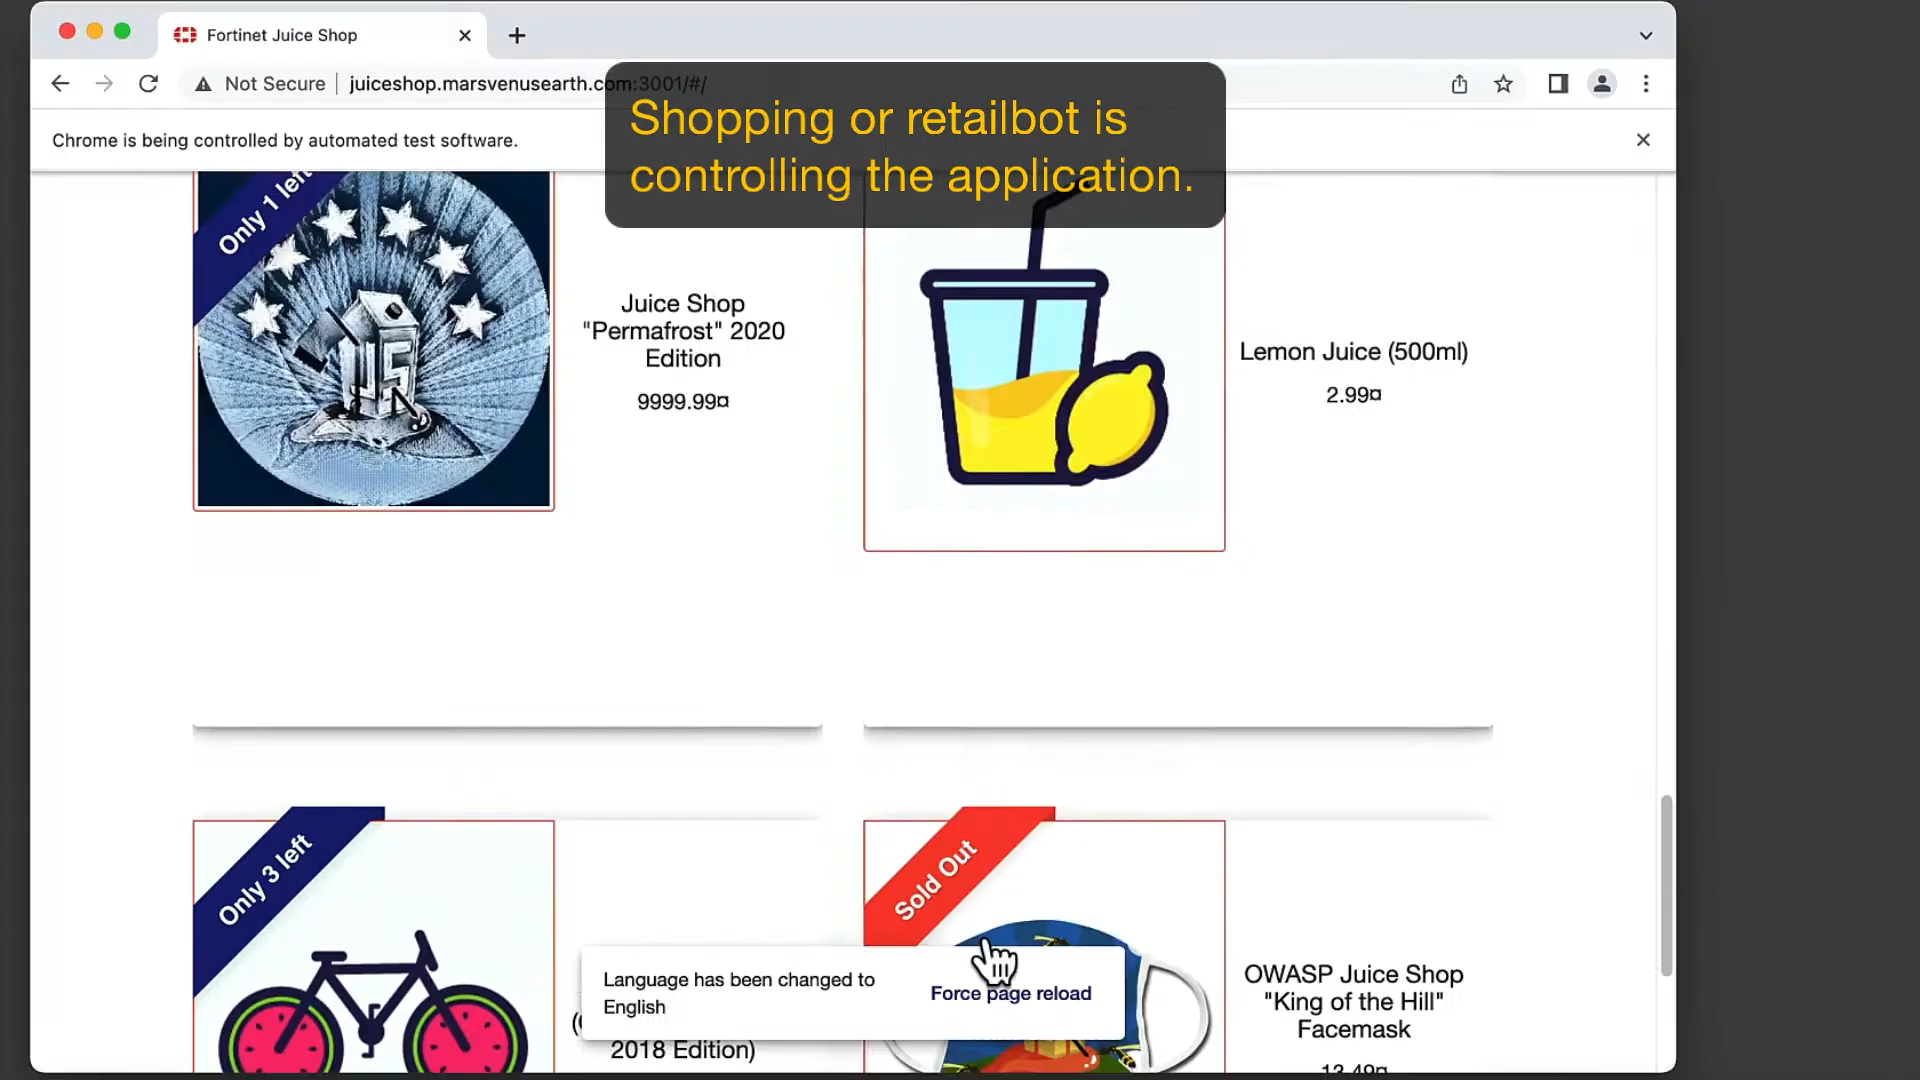 Fortinet Juice Shop
Not Secure
juiceshop.marsvenusearth.com:3001/#/
Shopping or retailbot is
controlling the application.
Chrome is being controlled by automated test software.
Only 1 left
Juice Shop
"Permafrost" 2020
Edition
9999.99¤
Lemon Juice (500ml)
2.99¤
Only 3 left
Sold Out
Language has been changed to
English
Force page reload
2018 Edition)
OWASP Juice Shop
"King of the Hill"
Facemask
13.49¤